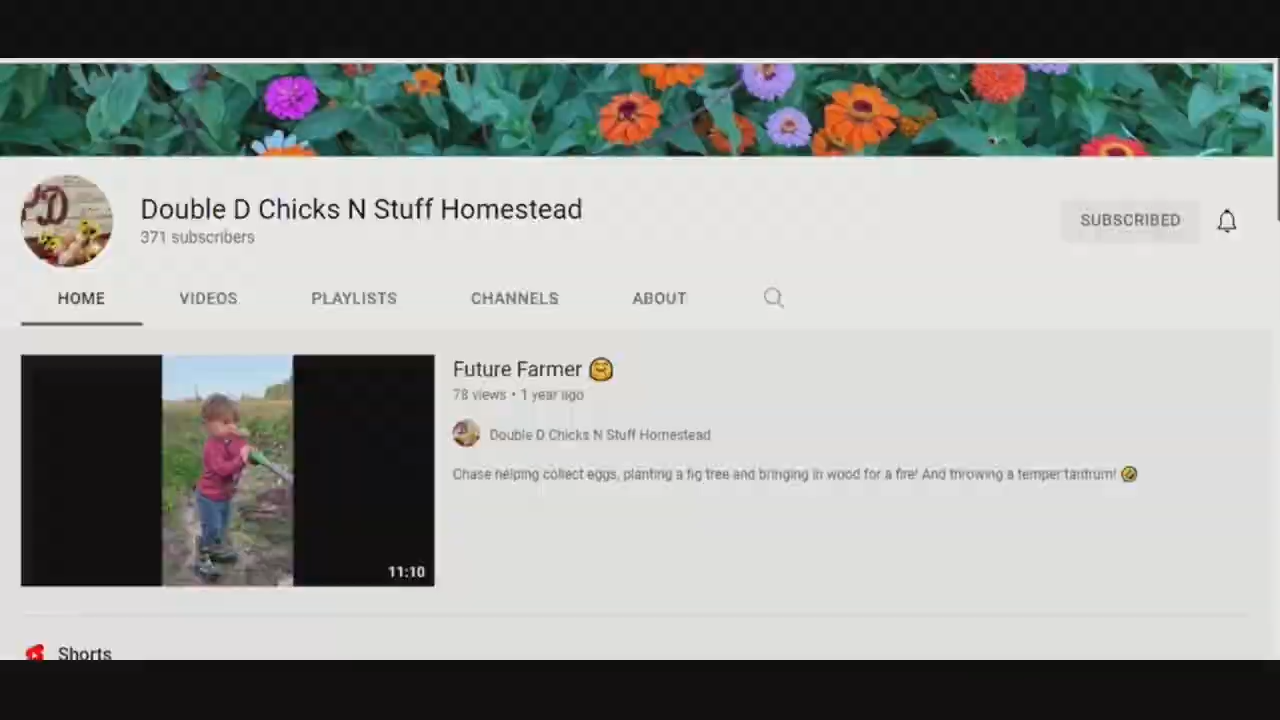 Double D Chicks N Stuff Homestead
371 subscribers
SUBSCRIBED
HOME VIDEOS PLAYLISTS CHANNELS ABOUT
Future Farmer
78 views • 1 year ago
Double D Chicks N Stuff Homestead
Chase helping collect eggs, planting a fig tree and bringing in wood for a fire! And throwing a temper tantrum!
11:10
Shorts